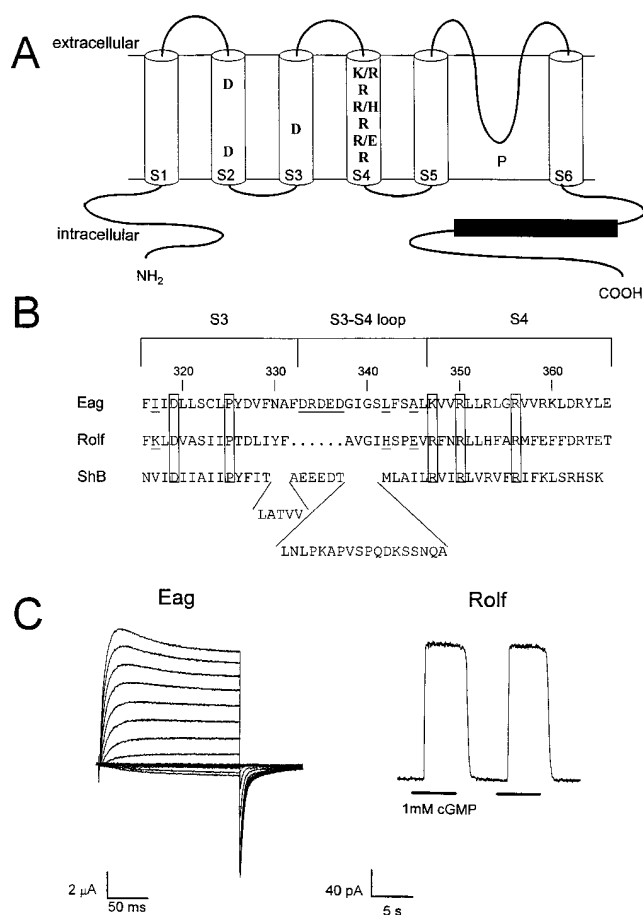 A
extracellular
D
D
D
K/R
R
R/H
R
R/E
R
S1
S2
S3
S4
S5
P
S6
intracellular
NH2
COOH
B
S3
S3-S4 loop
S4
320
330
340
350
360
Eag FIIDLLSCLPYDVFNAFDRDEDGIGSLFSALKVVRLLRLGRVVRKLDRYLE
Rolf FKLDVASIIPTDLIYF......AVGIHSPEVRFNRLLHFARMFEFFDRTET
ShB NVIDIIAIIPYFIT AEEEDT MLAILRVIRLVRVFRIFKLSRHSK
LATVV
LNLPKAPVSPQDKSSNQA
C
Eag
Rolf
1mM cGMP
2 µA
50 ms
40 pA
5 s